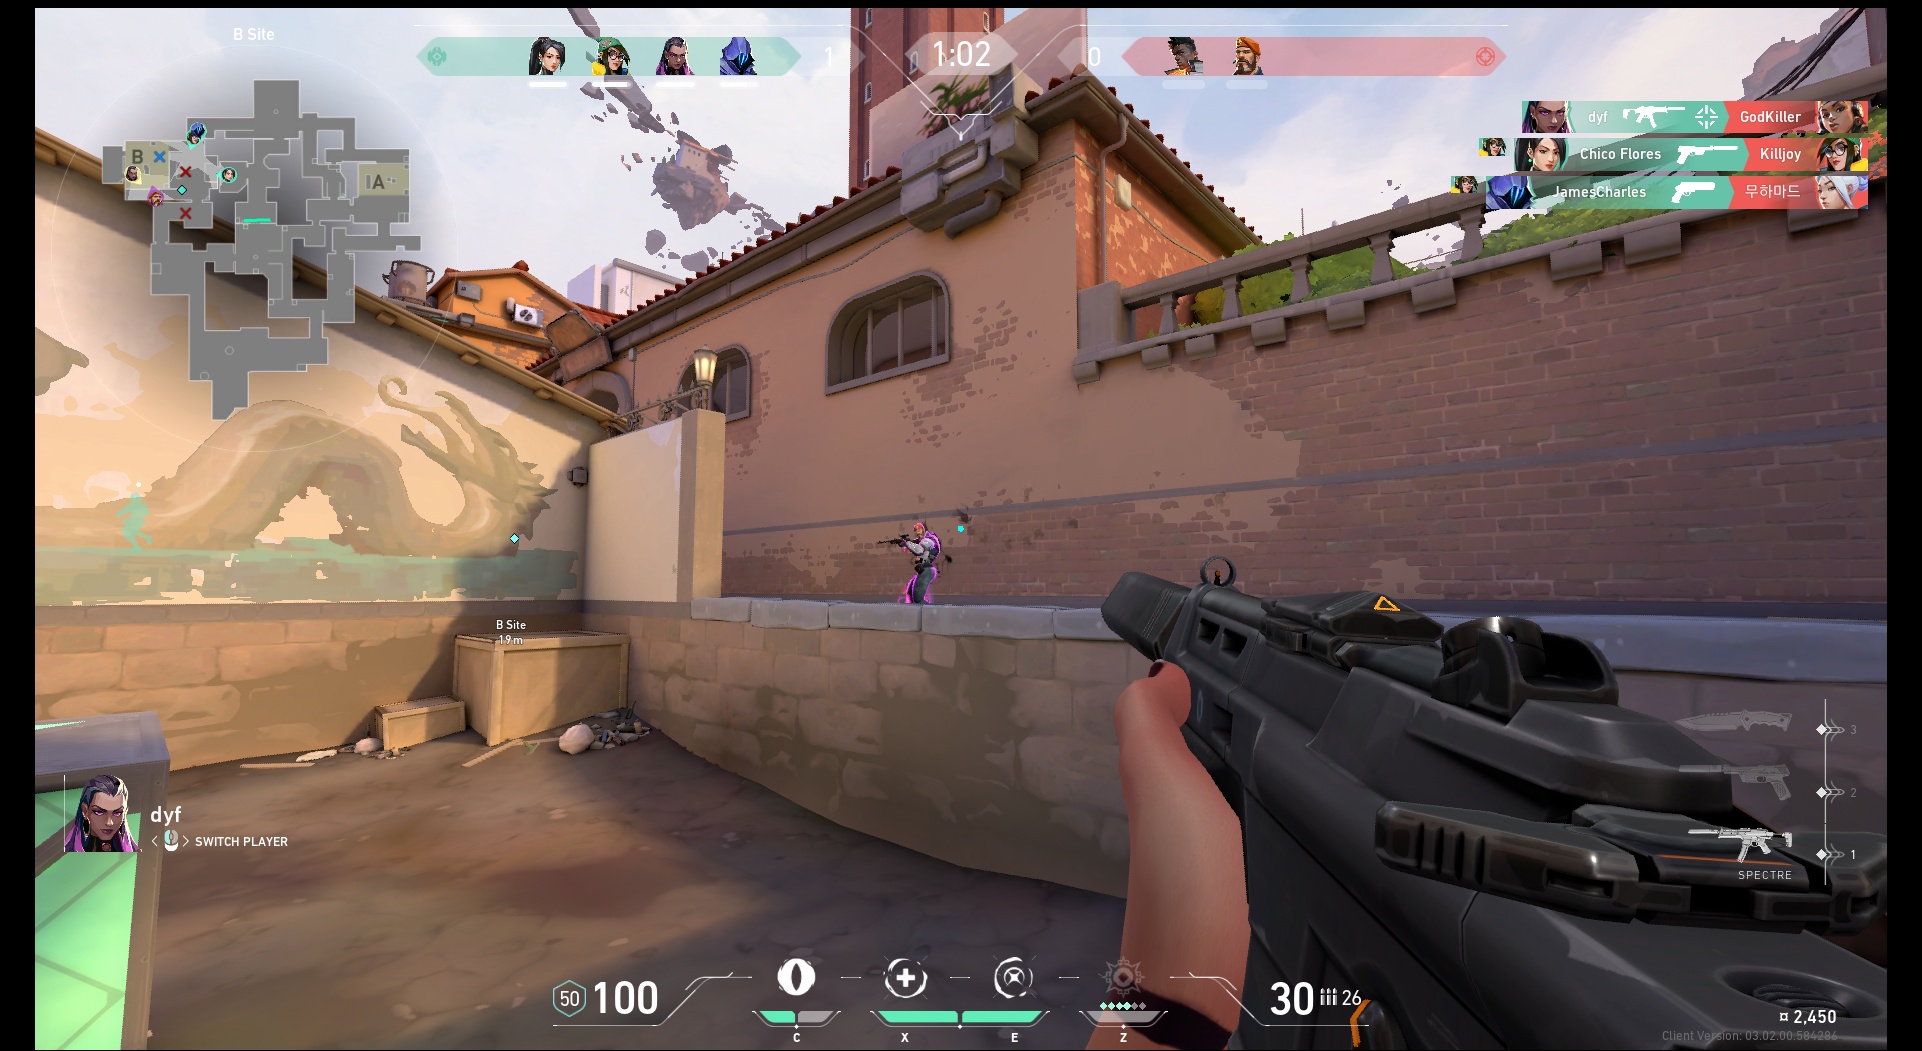 B Site
1
1:02
0
dyf GodKiller
Chico Flores Killjoy
JamesCharles 무하마드
B
A
B Site
19m
dyf
< > SWITCH PLAYER
3
2
1
SPECTRE
50 100
30 26
C X E Z
¤ 2,450
Client Version: 03.02.00.584286